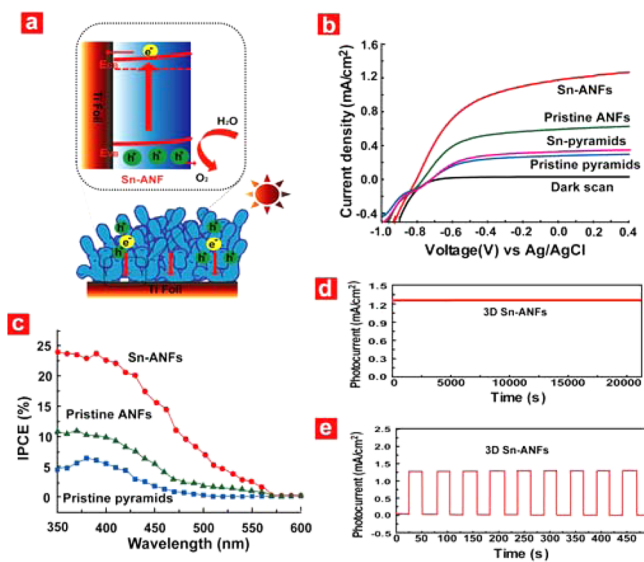 a
e⁻
E_CB
Ti Foil
H₂O
E_VB
h⁺ h⁺ h⁺
Sn-ANF
O₂
h⁺
e⁻
h⁺
h⁺
e⁻
h⁺
Ti Foil
b
Current density (mA/cm²)
1.6
1.2
0.8
0.4
0.0
-0.4
Sn-ANFs
Pristine ANFs
Sn-pyramids
Pristine pyramids
Dark scan
-1.0 -0.8 -0.6 -0.4 -0.2 0.0 0.2 0.4
Voltage(V) vs Ag/AgCl
c
IPCE (%)
25
20
15
10
5
0
Sn-ANFs
Pristine ANFs
Pristine pyramids
350 400 450 500 550 600
Wavelength (nm)
d
Photocurrent (mA/cm²)
1.5
1.2
0.9
0.6
0.3
0.0
3D Sn-ANFs
0 5000 10000 15000 20000
Time (s)
e
Photocurrent (mA/cm²)
2.5
2.0
1.5
1.0
0.5
0.0
-0.5
3D Sn-ANFs
0 50 100 150 200 250 300 350 400 450
Time (s)